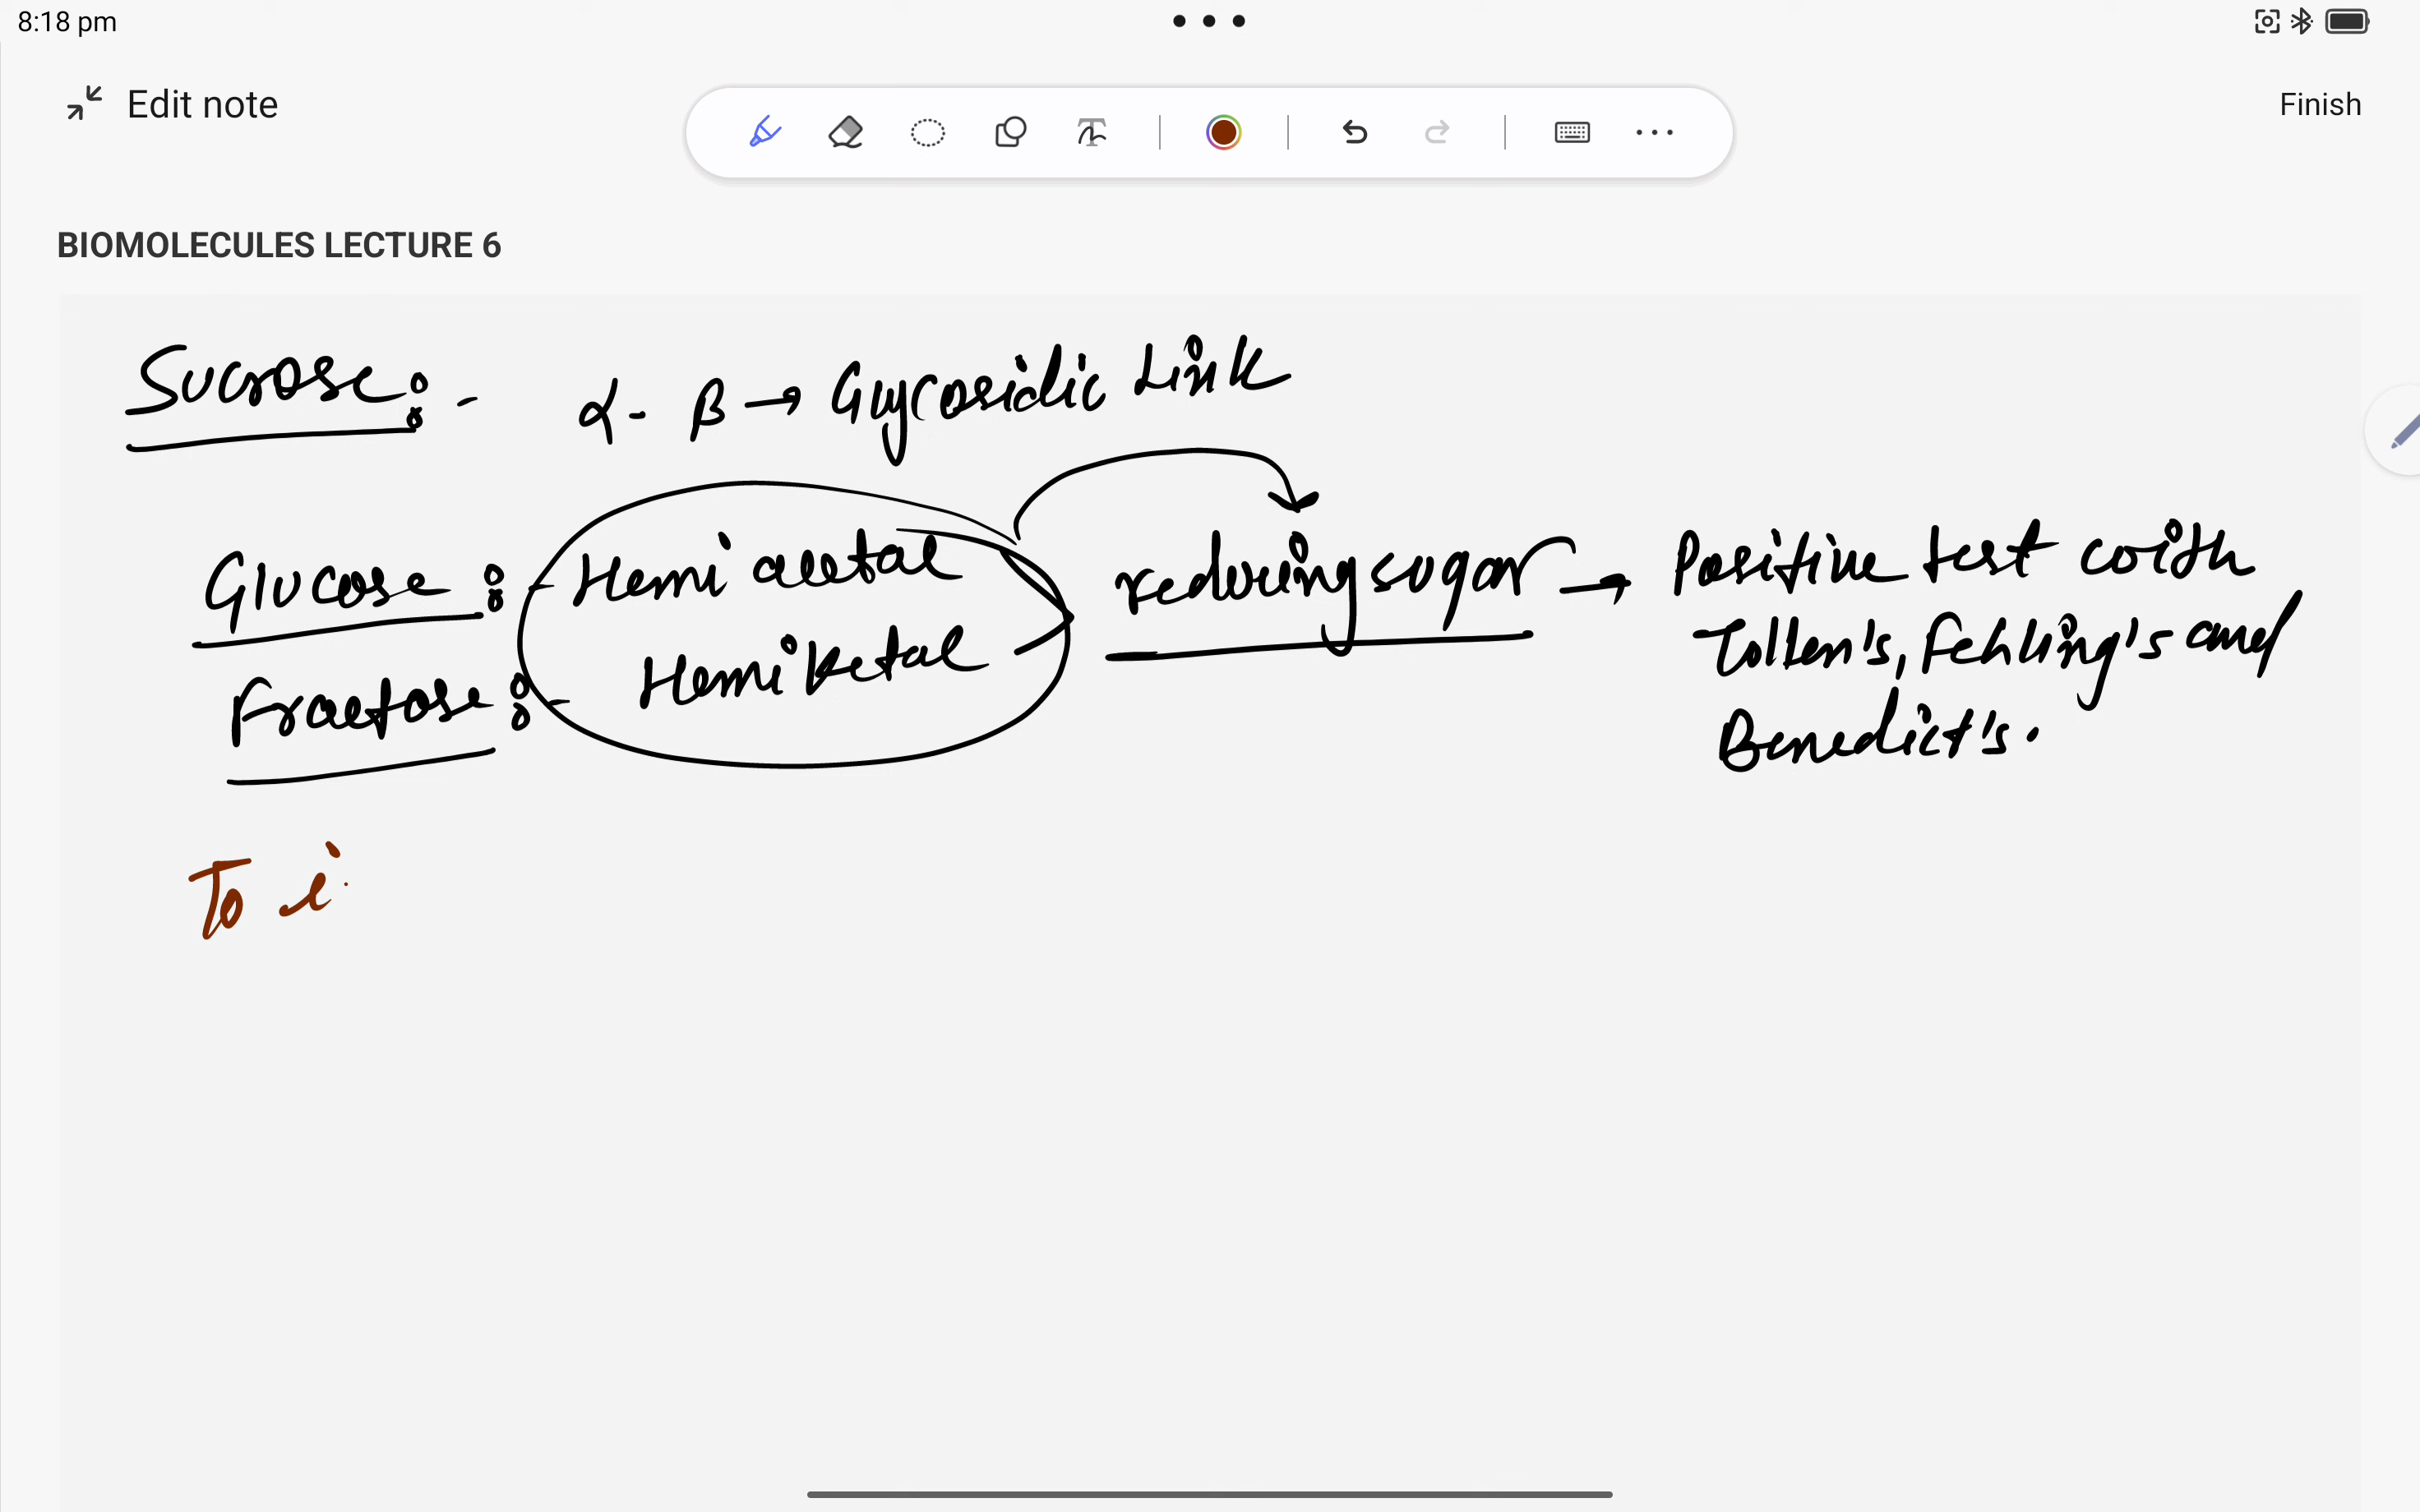 8:18 pm
Edit note
Finish
BIOMOLECULES LECTURE 6
Sucrose:- α-β → Glycosidic Link
Glucose :- Hemi acetal reducing sugar → Positive test with
Fructose :- Hemi Ketal Tollen's, Fehling's and
Benedict's.
To i